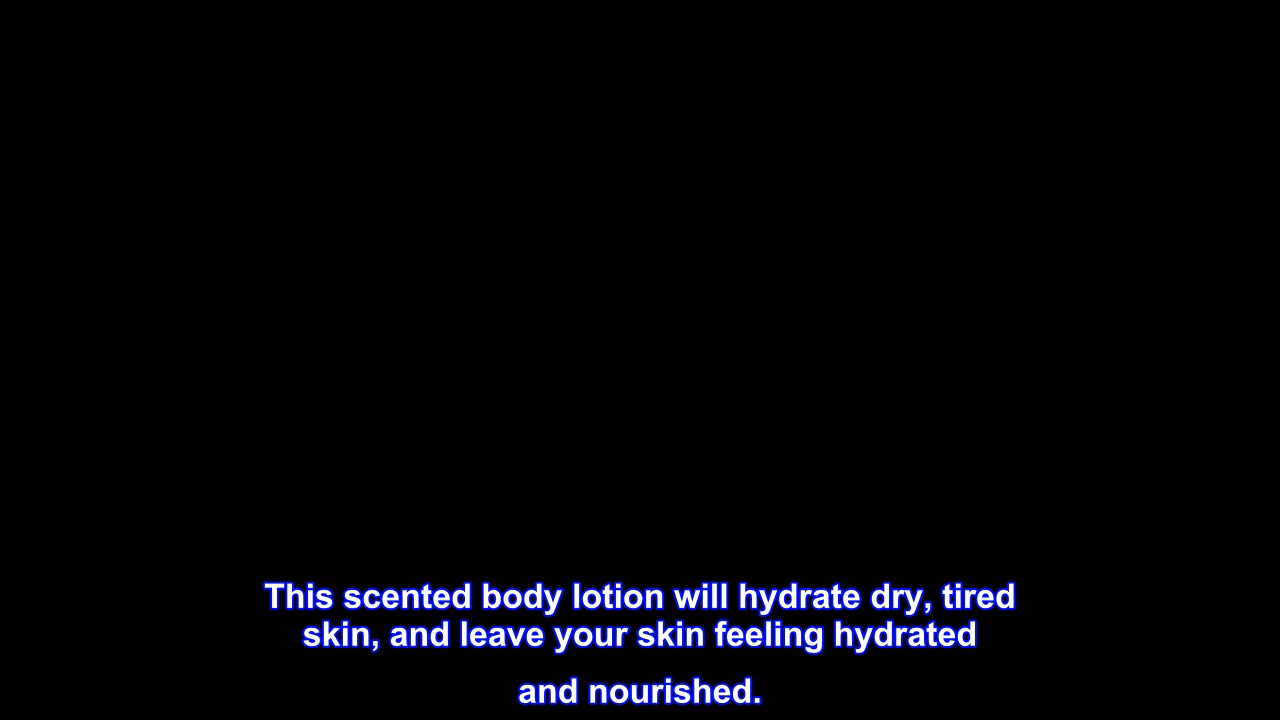 This scented body lotion will hydrate dry, tired
skin, and leave your skin feeling hydrated
and nourished.